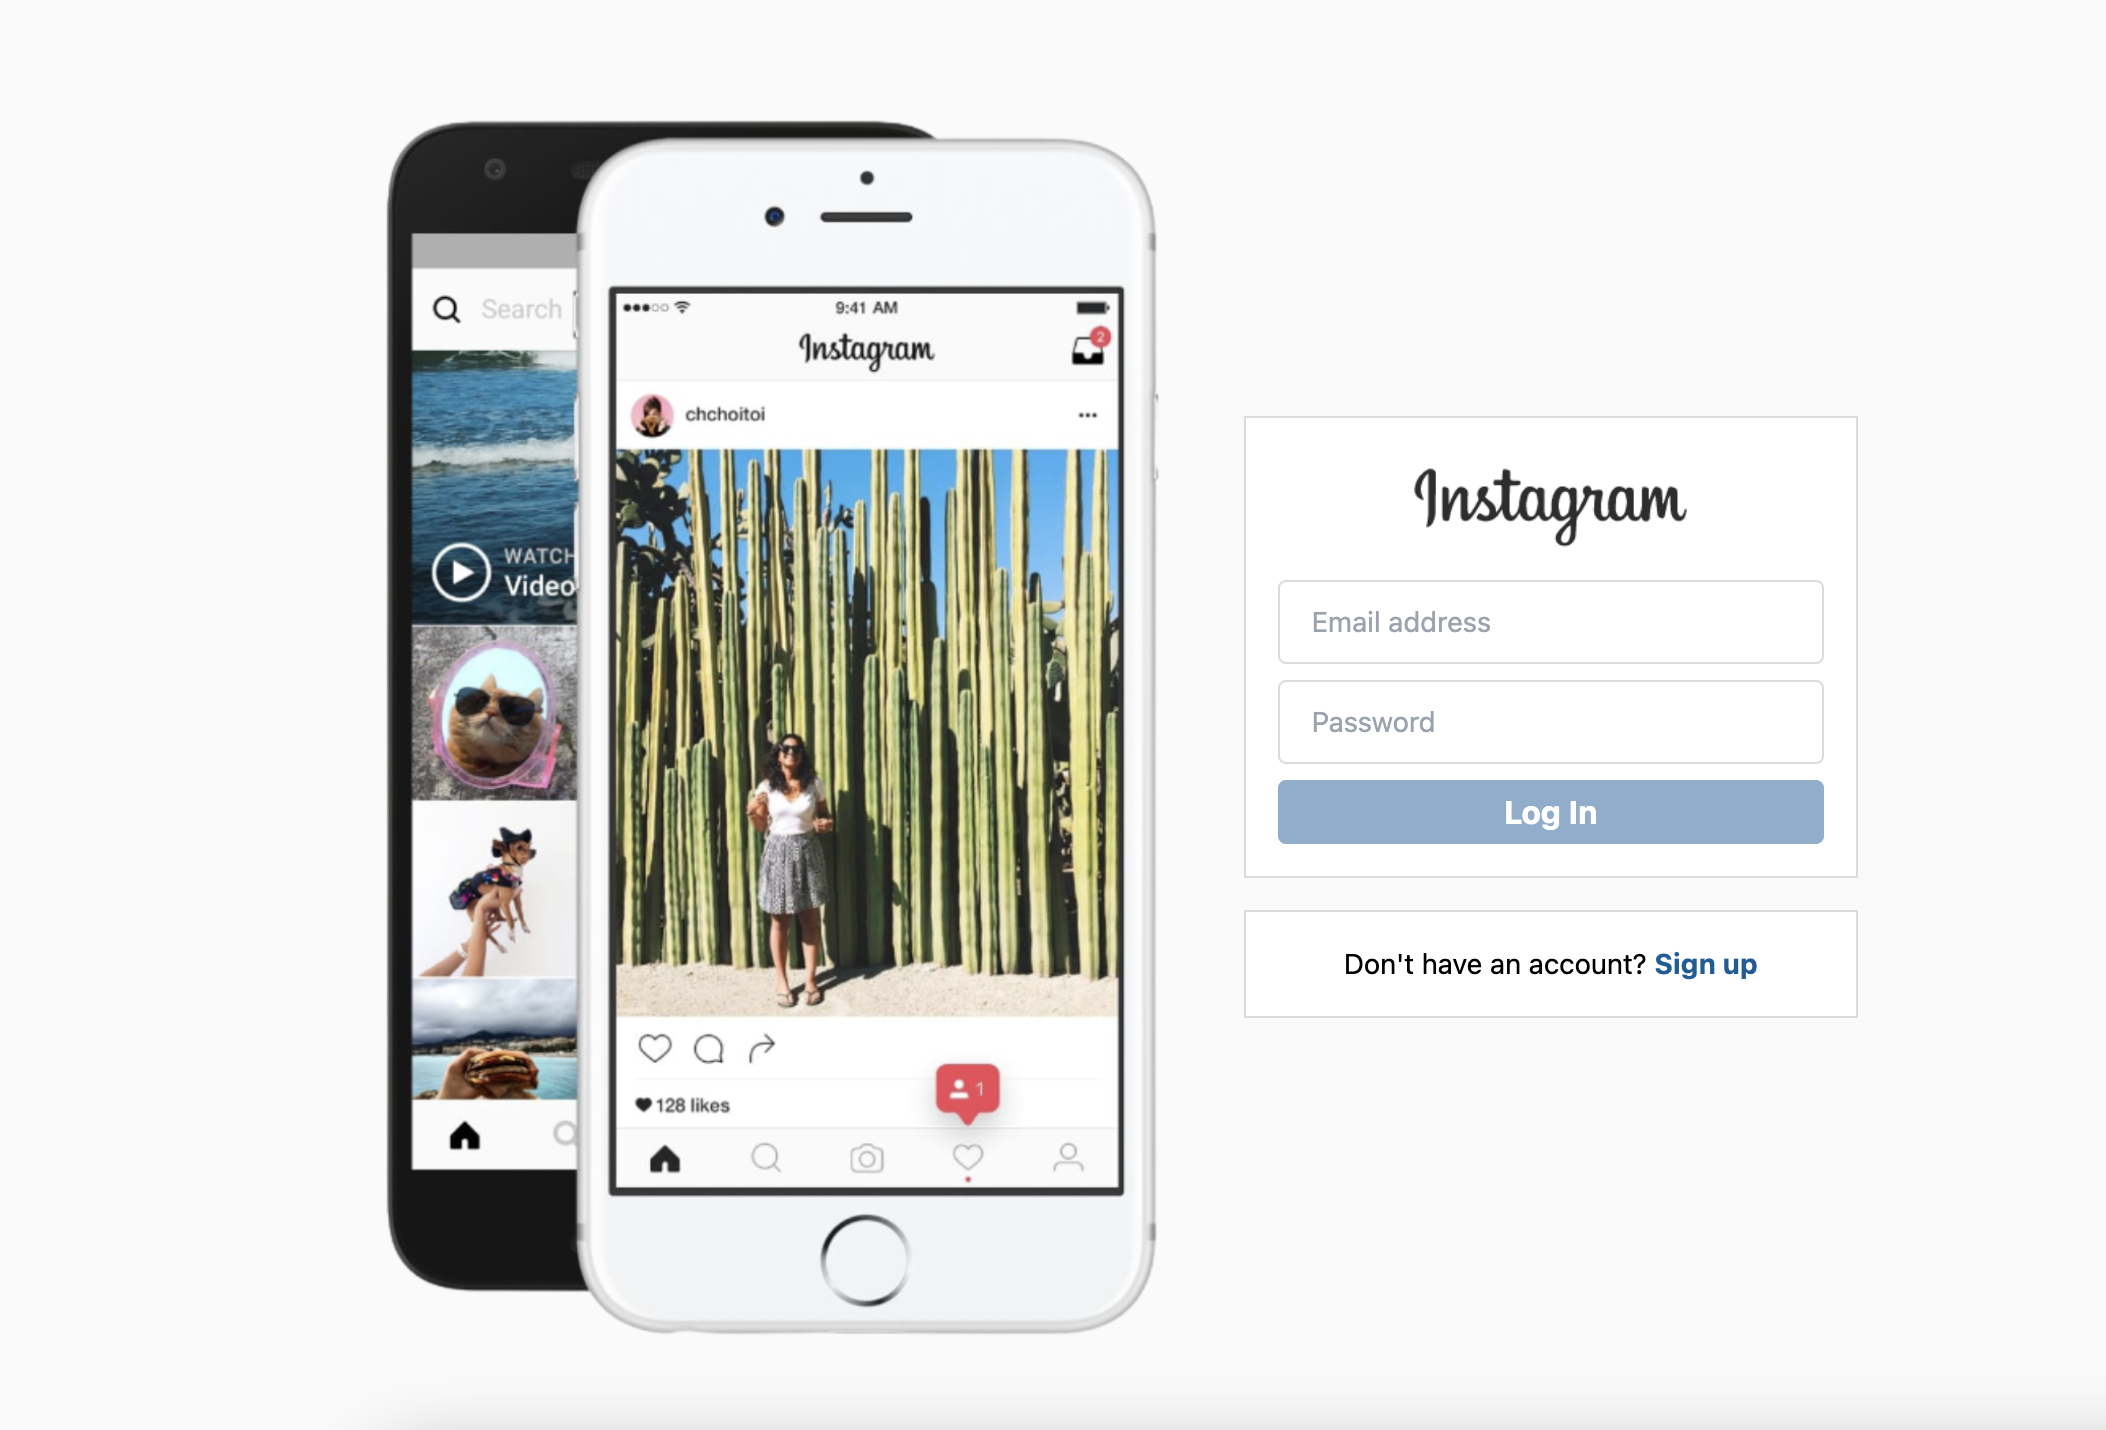 Search
WATCH
Video
9:41 AM
Instagram
2
chchoitoi
1
128 likes
Instagram
Email address
Password
Log In
Don't have an account? Sign up